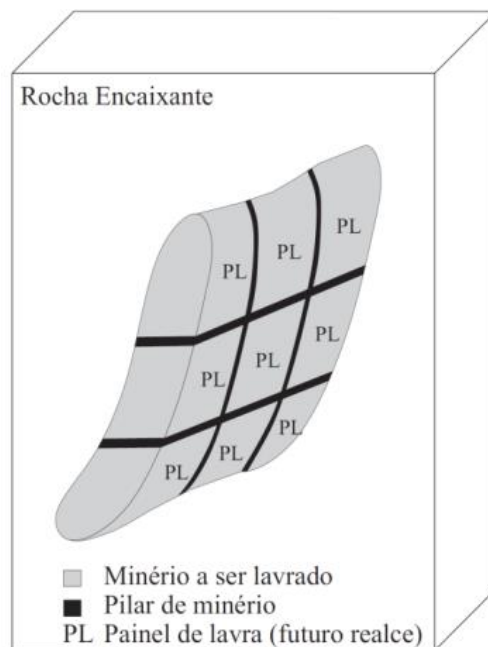 Rocha Encaixante
PL
PL
PL
PL
PL
PL
PL
PL
PL
Minério a ser lavrado
Pilar de minério
PL Painel de lavra (futuro realce)